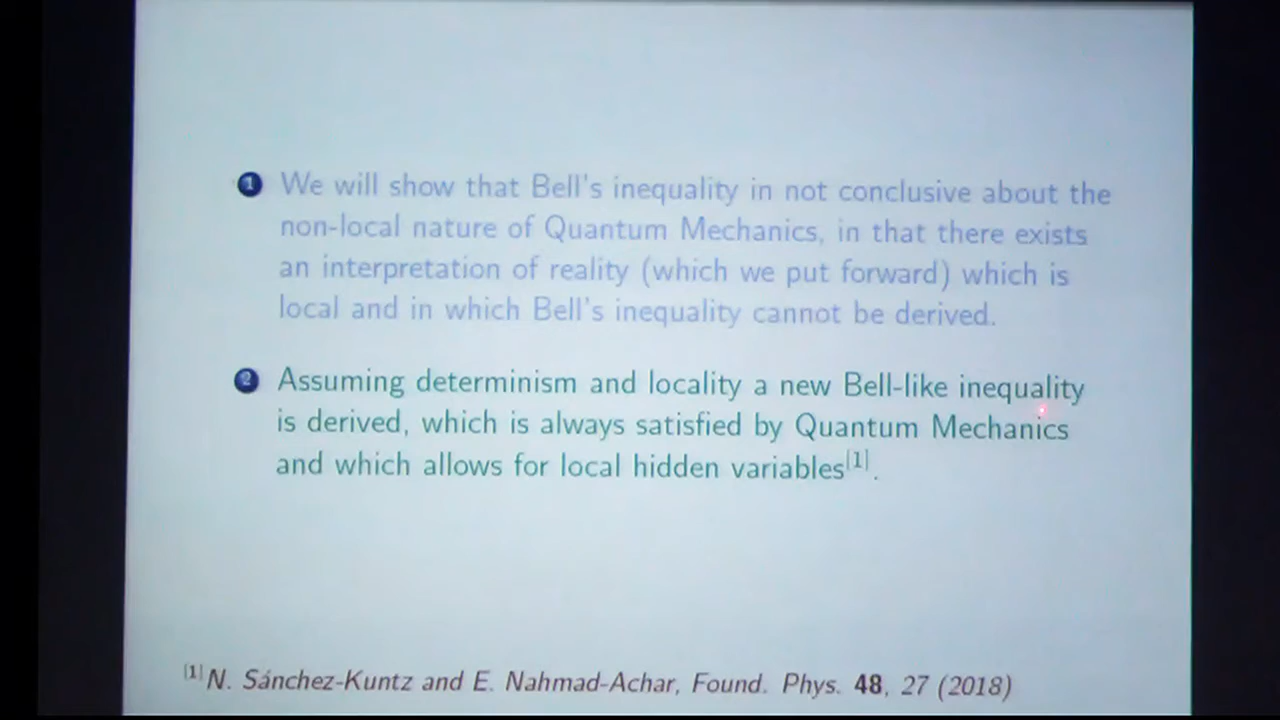 1 We will show that Bell's inequality in not conclusive about the
non-local nature of Quantum Mechanics, in that there exists
an interpretation of reality (which we put forward) which is
local and in which Bell's inequality cannot be derived.
2 Assuming determinism and locality a new Bell-like inequality
is derived, which is always satisfied by Quantum Mechanics
and which allows for local hidden variables[1].
[1] N. Sánchez-Kuntz and E. Nahmad-Achar, Found. Phys. 48, 27 (2018)